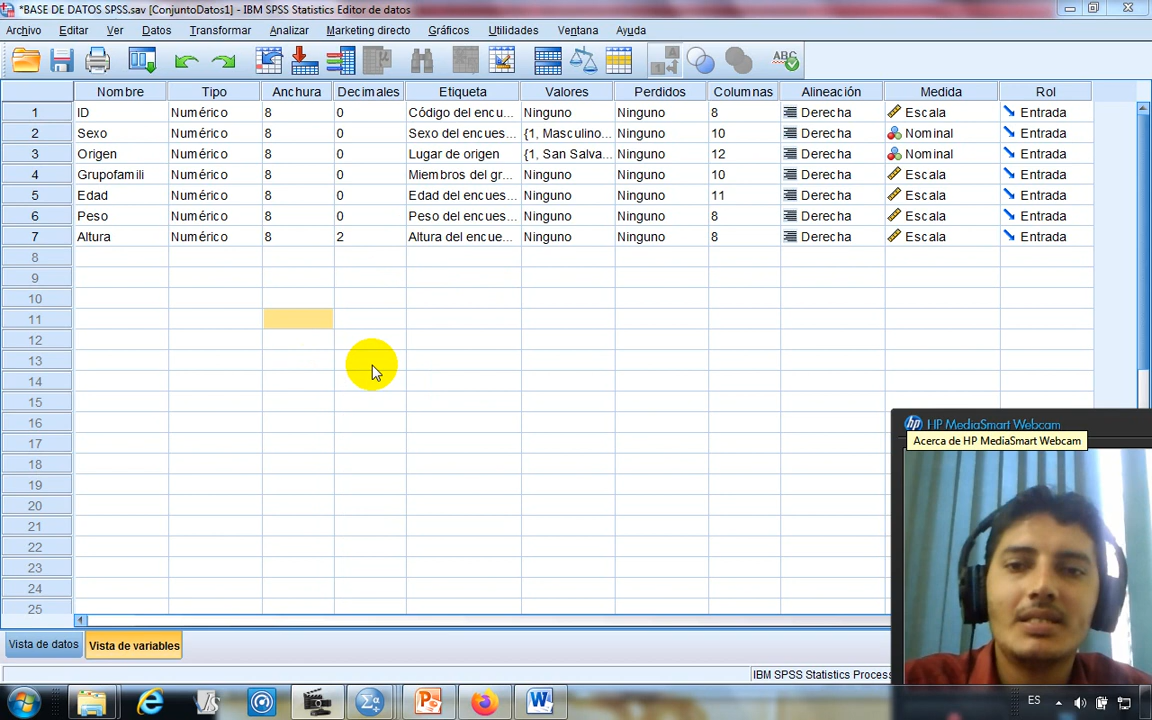 *BASE DE DATOS SPSS.sav [ConjuntoDatos1] - IBM SPSS Statistics Editor de datos
Archivo Editar Ver Datos Transformar Analizar Marketing directo Gráficos Utilidades Ventana Ayuda
Nombre Tipo Anchura Decimales Etiqueta Valores Perdidos Columnas Alineación Medida Rol
1 ID Numérico 8 0 Código del encu... Ninguno Ninguno 8 Derecha Escala Entrada
2 Sexo Numérico 8 0 Sexo del encues... {1, Masculino... Ninguno 10 Derecha Nominal Entrada
3 Origen Numérico 8 0 Lugar de origen {1, San Salva... Ninguno 12 Derecha Nominal Entrada
4 Grupofamili Numérico 8 0 Miembros del gr... Ninguno Ninguno 10 Derecha Escala Entrada
5 Edad Numérico 8 0 Edad del encues... Ninguno Ninguno 11 Derecha Escala Entrada
6 Peso Numérico 8 0 Peso del encues... Ninguno Ninguno 8 Derecha Escala Entrada
7 Altura Numérico 8 2 Altura del encue... Ninguno Ninguno 8 Derecha Escala Entrada
8
9
10
11
12
13
14
15
16
17
18
19
20
21
22
23
24
25
hp HP MediaSmart Webcam
Acerca de HP MediaSmart Webcam
Vista de datos Vista de variables
IBM SPSS Statistics Proces
ES